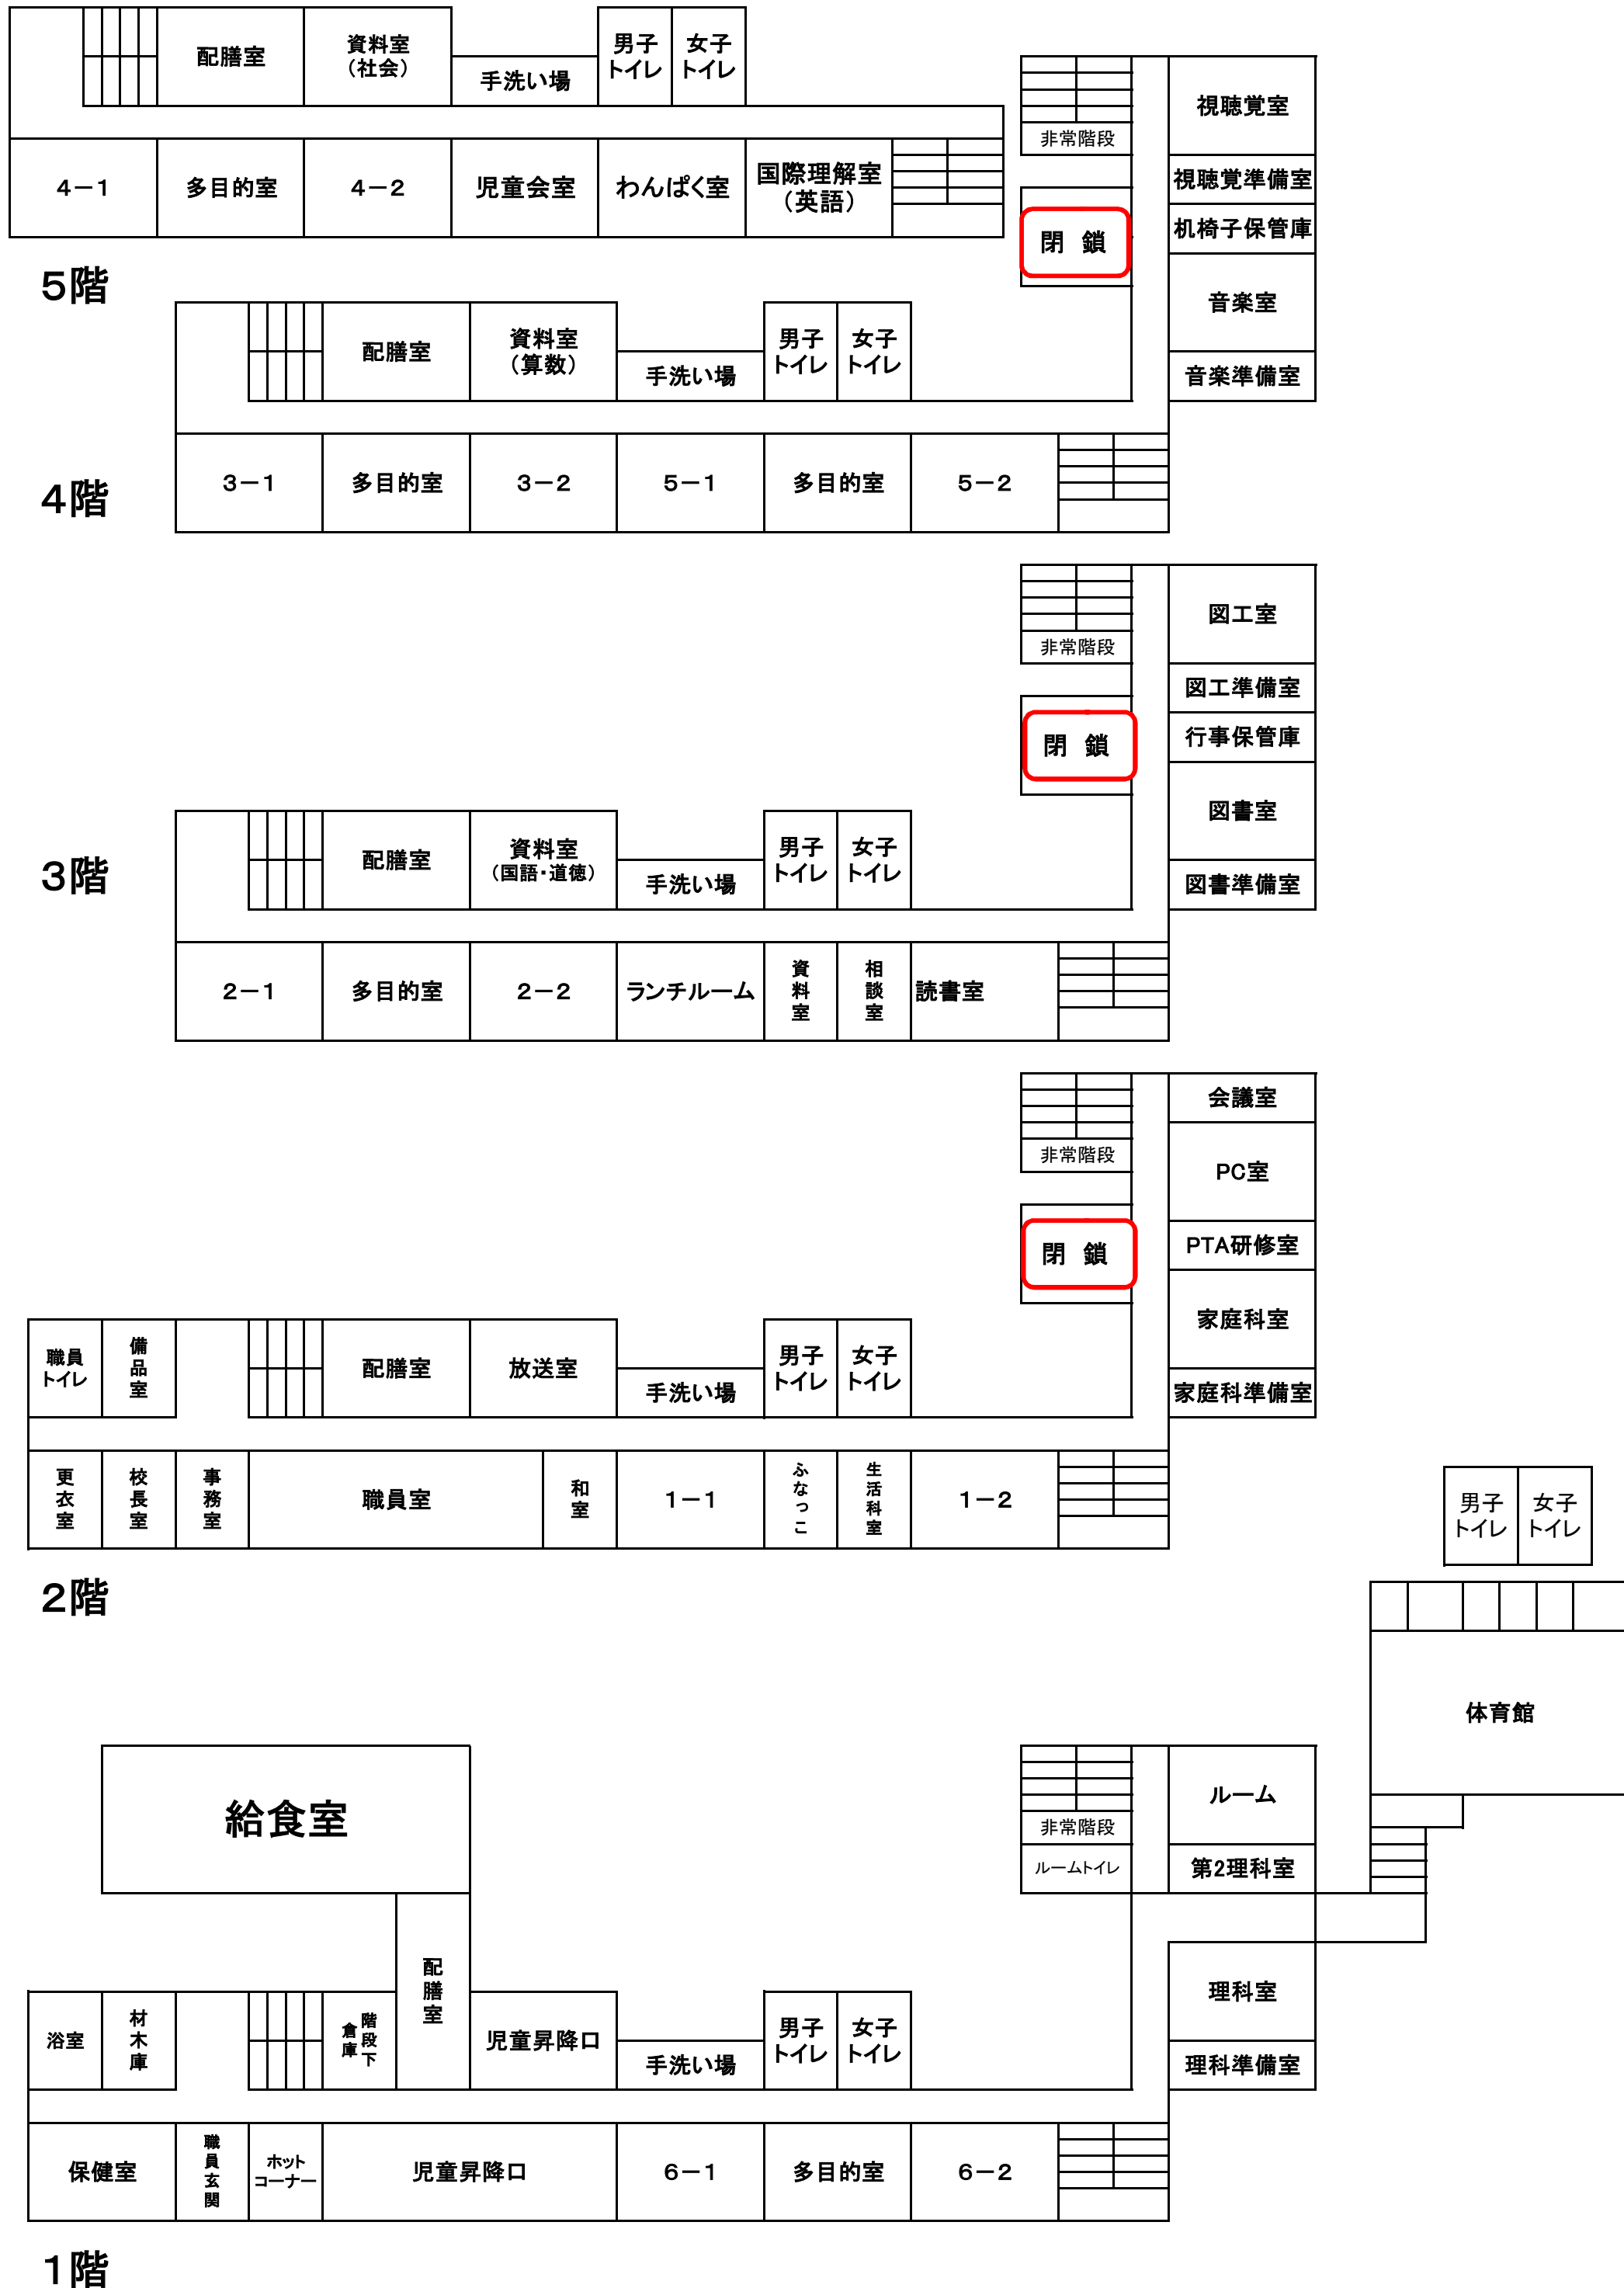 配膳室
資料室
（社会）
手洗い場
男子
トイレ
女子
トイレ
4－1
多目的室
4－2
児童会室
わんぱく室
国際理解室
（英語）
5階
非常階段
閉 鎖
視聴覚室
視聴覚準備室
机椅子保管庫
音楽室
音楽準備室
配膳室
資料室
（算数）
手洗い場
男子
トイレ
女子
トイレ
3－1
多目的室
3－2
5－1
多目的室
5－2
4階
非常階段
閉 鎖
図工室
図工準備室
行事保管庫
図書室
図書準備室
3階
配膳室
資料室
（国語・道徳）
手洗い場
男子
トイレ
女子
トイレ
2－1
多目的室
2－2
ランチルーム
資料室
相談室
読書室
非常階段
閉 鎖
会議室
PC室
PTA研修室
家庭科室
家庭科準備室
職員
トイレ
備品室
配膳室
放送室
手洗い場
男子
トイレ
女子
トイレ
更衣室
校長室
事務室
職員室
和室
1－1
ふなっこ
生活科室
1－2
2階
男子
トイレ
女子
トイレ
体育館
給食室
非常階段
ルームトイレ
ルーム
第2理科室
理科室
理科準備室
浴室
材木庫
階段下
倉庫
配膳室
児童昇降口
手洗い場
男子
トイレ
女子
トイレ
保健室
職員玄関
ホット
コーナー
児童昇降口
6－1
多目的室
6－2
1階